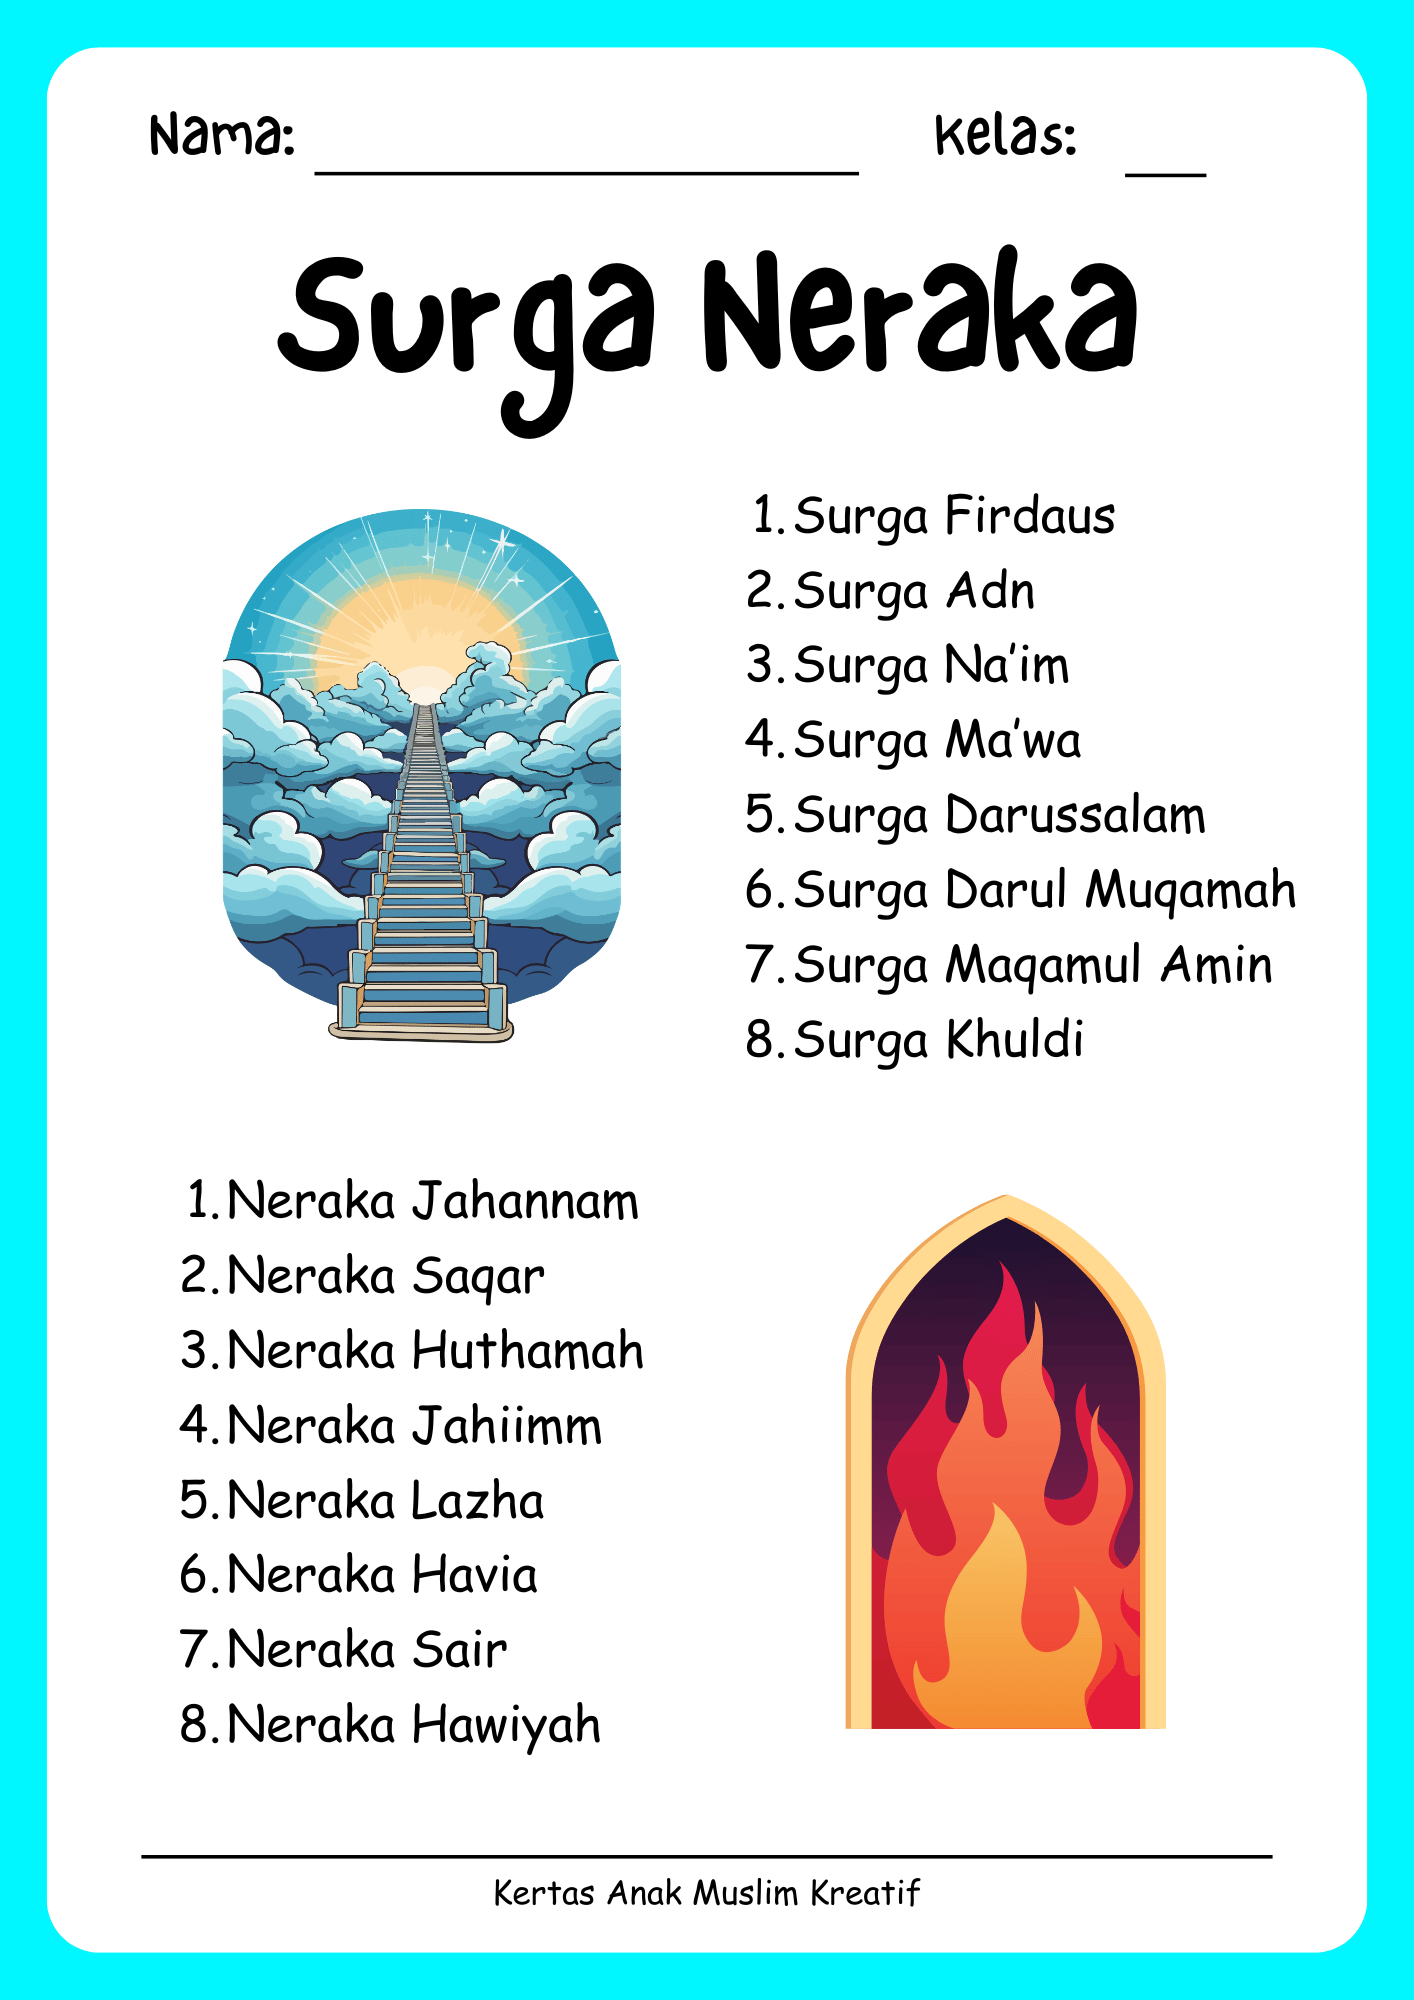 Nama: Kelas:
Surga Neraka
1. Surga Firdaus
2. Surga Adn
3. Surga Na'im
4. Surga Ma'wa
5. Surga Darussalam
6. Surga Darul Muqamah
7. Surga Maqamul Amin
8. Surga Khuldi
1. Neraka Jahannam
2. Neraka Saqar
3. Neraka Huthamah
4. Neraka Jahiimm
5. Neraka Lazha
6. Neraka Havia
7. Neraka Sair
8. Neraka Hawiyah
Kertas Anak Muslim Kreatif